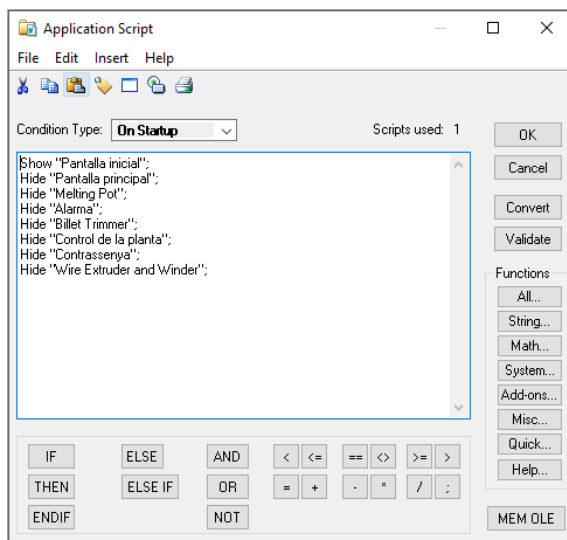 Application Script
File Edit Insert Help
Condition Type: On Startup Scripts used: 1
Show "Pantalla inicial";
Hide "Pantalla principal";
Hide "Melting Pot";
Hide "Alarma";
Hide "Billet Trimmer";
Hide "Control de la planta";
Hide "Contrassenya";
Hide "Wire Extruder and Winder";
OK
Cancel
Convert
Validate
Functions
All...
String...
Math...
System...
Add-ons...
Misc...
Quick...
Help...
MEM OLE
IF ELSE AND < <= == <> >= >
THEN ELSE IF OR = + - * / ;
ENDIF NOT